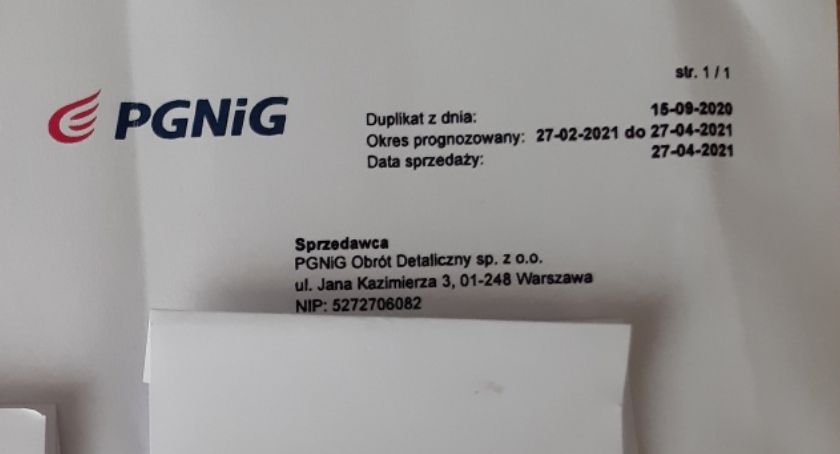 str. 1 / 1
PGNiG
Duplikat z dnia: 15-09-2020
Okres prognozowany: 27-02-2021 do 27-04-2021
Data sprzedaży: 27-04-2021
Sprzedawca
PGNiG Obrót Detaliczny sp. z o.o.
ul. Jana Kazimierza 3, 01-248 Warszawa
NIP: 5272706082